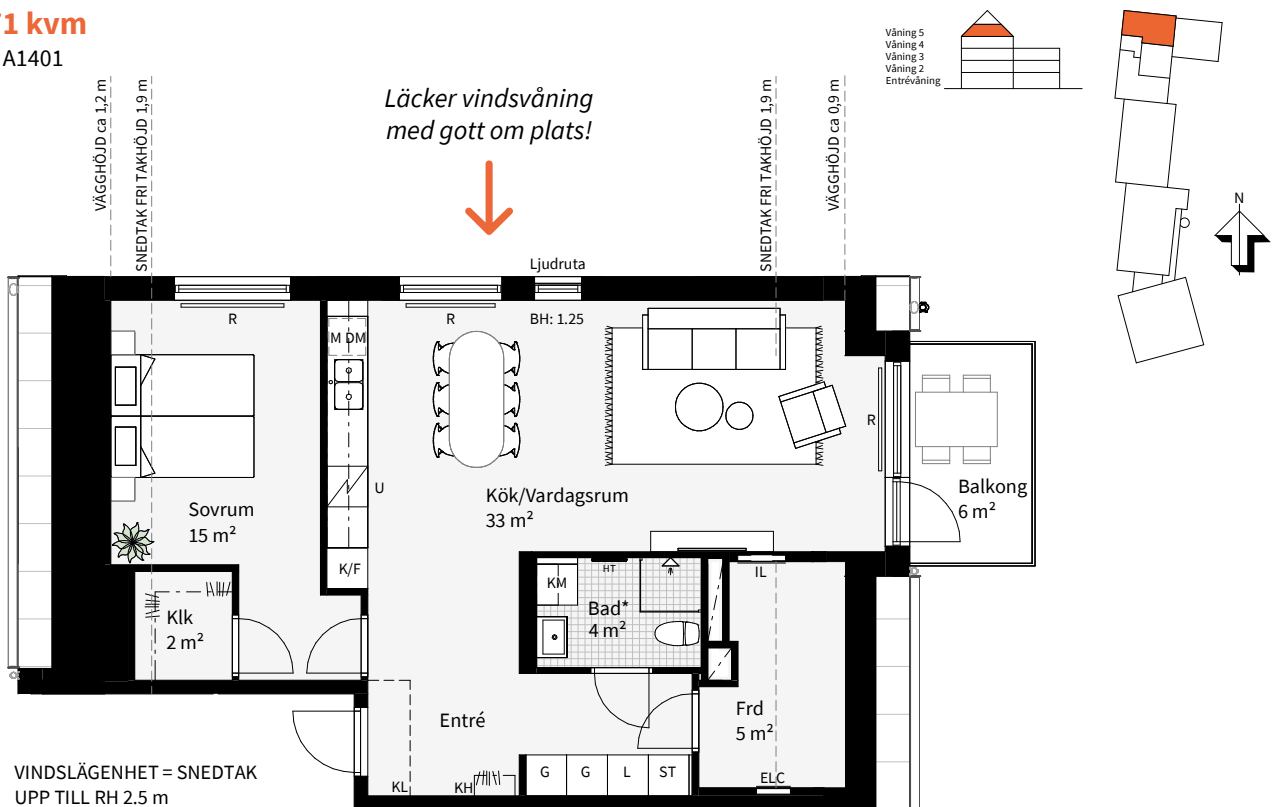 71 kvm
A1401
Läcker vindsvåning
med gott om plats!
Våning 5
Våning 4
Våning 3
Våning 2
Entrévåning
N
VÄGGHÖJD ca 1,2 m
SNEDTAK FRI TAKHÖJD 1,9 m
SNEDTAK FRI TAKHÖJD 1,9 m
VÄGGHÖJD ca 0,9 m
Ljudruta
R
R
BH: 1.25
M DM
R
U
Kök/Vardagsrum
33 m²
Balkong
6 m²
Sovrum
15 m²
K/F
KM
HT
IL
Bad*
4 m²
Klk
2 m²
Entré
Frd
5 m²
G
G
L
ST
ELC
KL
KH
VINDSLÄGENHET = SNEDTAK
UPP TILL RH 2.5 m